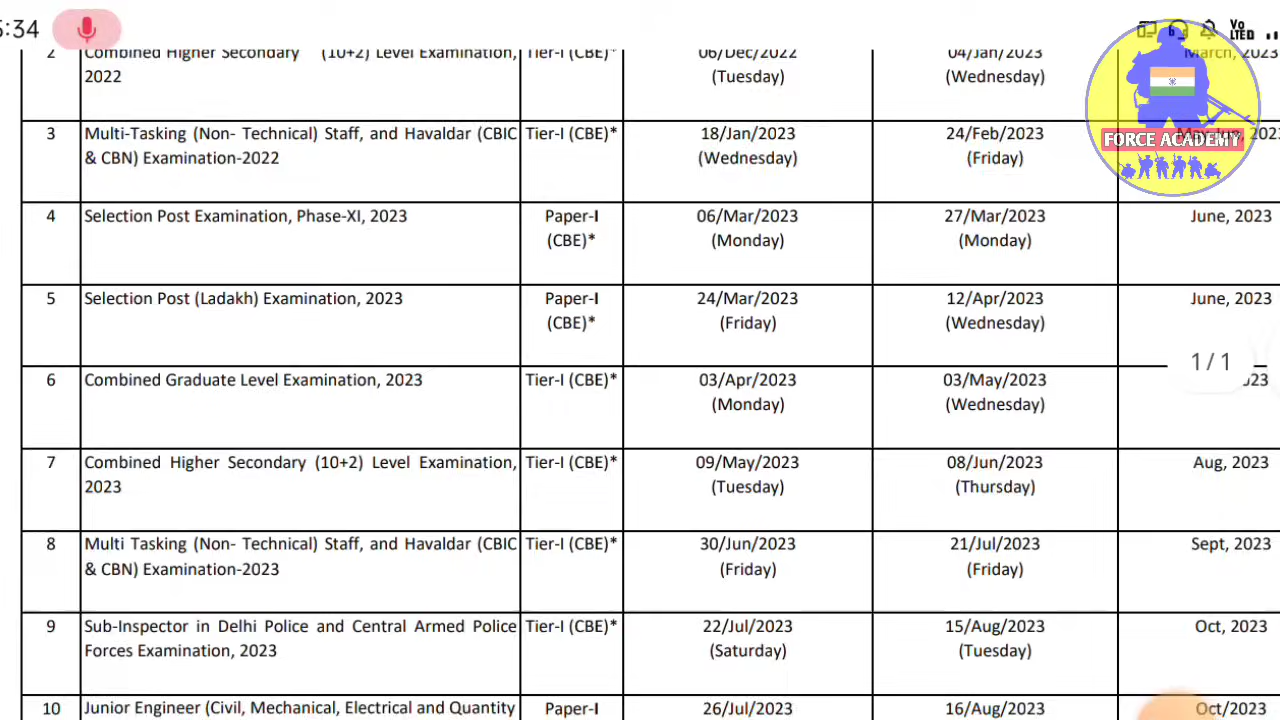 5:34
Vo
LTED
2 Combined Higher Secondary (10+2) Level Examination, Tier-I (CBE)* 06/Dec/2022 04/Jan/2023 March, 2023
2022 (Tuesday) (Wednesday)
3 Multi-Tasking (Non- Technical) Staff, and Havaldar (CBIC Tier-I (CBE)* 18/Jan/2023 24/Feb/2023
& CBN) Examination-2022 (Wednesday) (Friday)
FORCE ACADEMY
4 Selection Post Examination, Phase-XI, 2023 Paper-I 06/Mar/2023 27/Mar/2023 June, 2023
(CBE)* (Monday) (Monday)
5 Selection Post (Ladakh) Examination, 2023 Paper-I 24/Mar/2023 12/Apr/2023 June, 2023
(CBE)* (Friday) (Wednesday)
1/1
6 Combined Graduate Level Examination, 2023 Tier-I (CBE)* 03/Apr/2023 03/May/2023
(Monday) (Wednesday)
7 Combined Higher Secondary (10+2) Level Examination, Tier-I (CBE)* 09/May/2023 08/Jun/2023 Aug, 2023
2023 (Tuesday) (Thursday)
8 Multi Tasking (Non- Technical) Staff, and Havaldar (CBIC Tier-I (CBE)* 30/Jun/2023 21/Jul/2023 Sept, 2023
& CBN) Examination-2023 (Friday) (Friday)
9 Sub-Inspector in Delhi Police and Central Armed Police Tier-I (CBE)* 22/Jul/2023 15/Aug/2023 Oct, 2023
Forces Examination, 2023 (Saturday) (Tuesday)
10 Junior Engineer (Civil, Mechanical, Electrical and Quantity Paper-I 26/Jul/2023 16/Aug/2023 Oct/2023